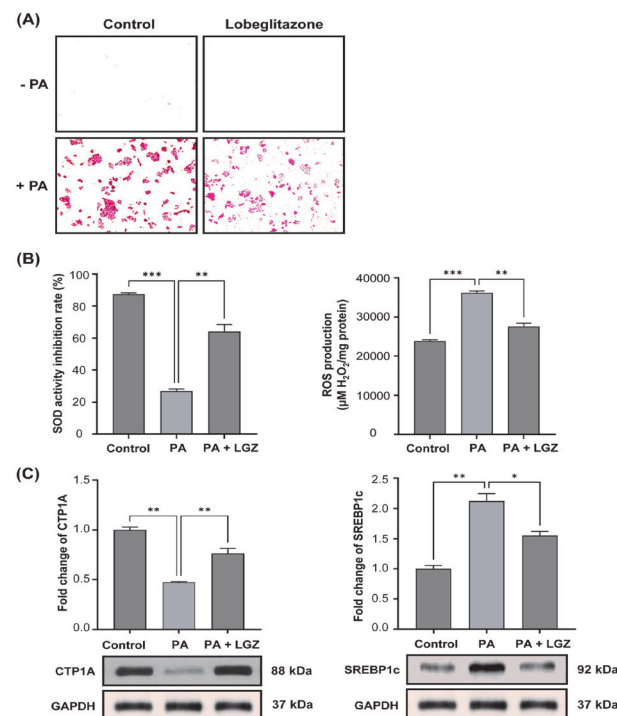 (A)
Control Lobeglitazone
- PA
+ PA
(B)
SOD activity inhibition rate (%)
100
80
60
40
20
0
*** **
Control PA PA + LGZ
ROS production
(μM H₂O₂/mg protein)
40000
30000
20000
10000
0
*** **
Control PA PA + LGZ
(C)
Fold change of CTP1A
1.5
1.0
0.5
0.0
** **
Control PA PA + LGZ
CTP1A 88 kDa
GAPDH 37 kDa
Fold change of SREBP1c
2.5
2.0
1.5
1.0
0.5
0.0
** *
Control PA PA + LGZ
SREBP1c 92 kDa
GAPDH 37 kDa